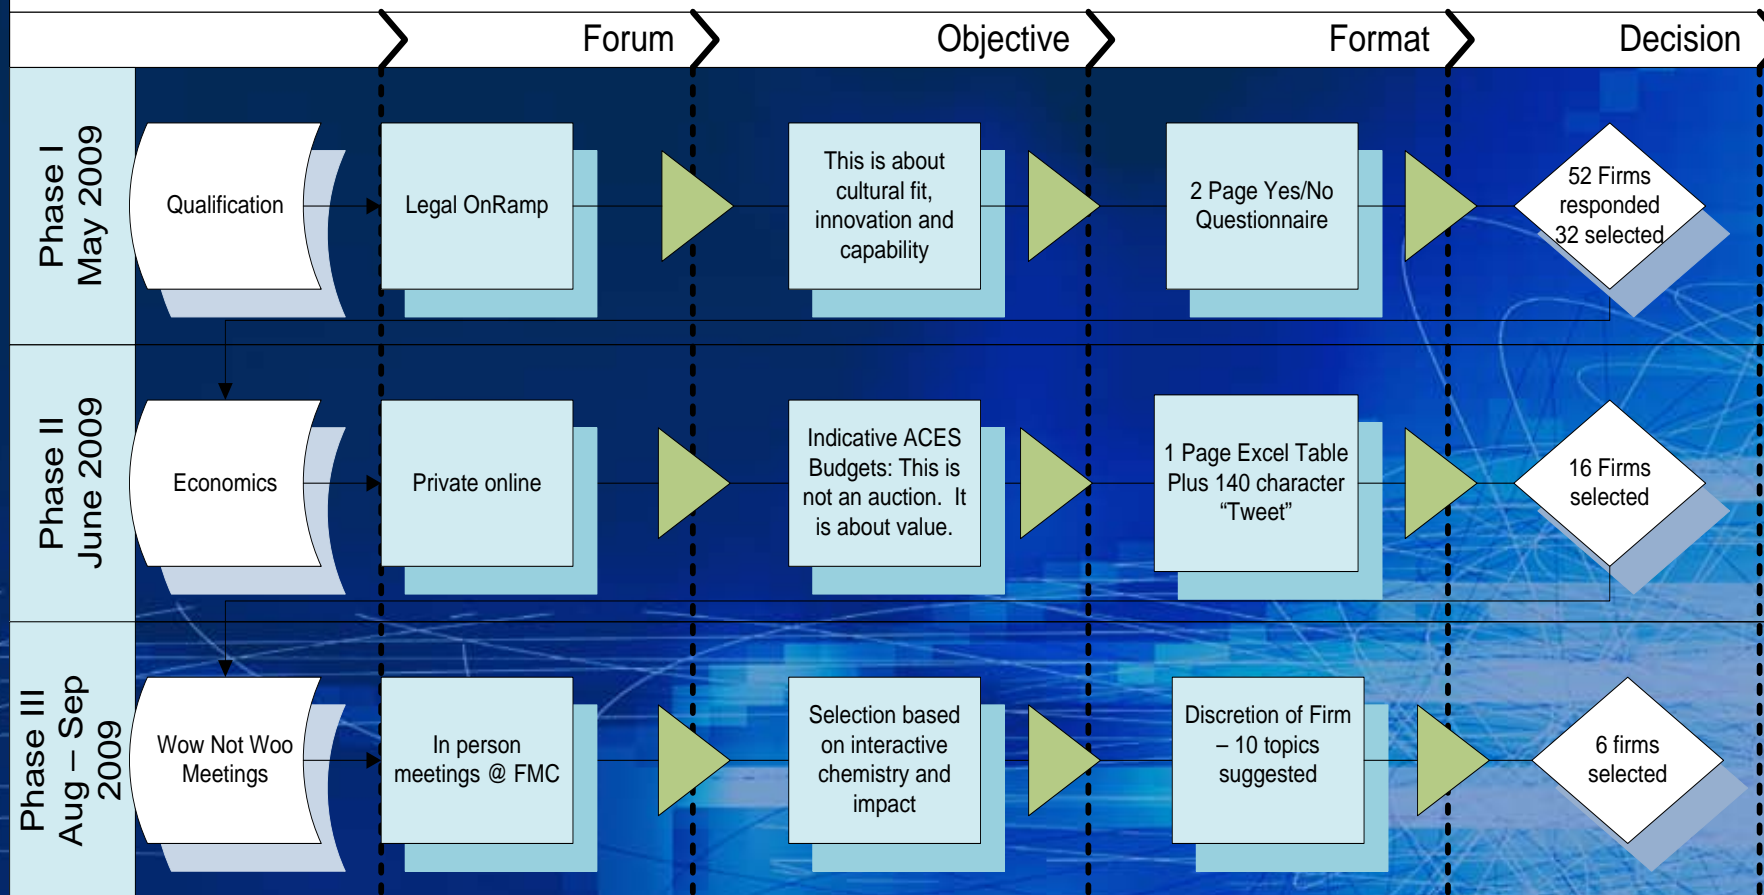 Forum
Objective
Format
Decision
Phase I
May 2009
Qualification
Legal OnRamp
This is about
cultural fit,
innovation and
capability
2 Page Yes/No
Questionnaire
52 Firms
responded
32 selected
Phase II
June 2009
Economics
Private online
Indicative ACES
Budgets: This is
not an auction.  It
is about value.
1 Page Excel Table
Plus 140 character
“Tweet”
16 Firms
selected
Phase III
Aug – Sep
2009
Wow Not Woo
Meetings
In person
meetings @ FMC
Selection based
on interactive
chemistry and
impact
Discretion of Firm
– 10 topics
suggested
6 firms
selected